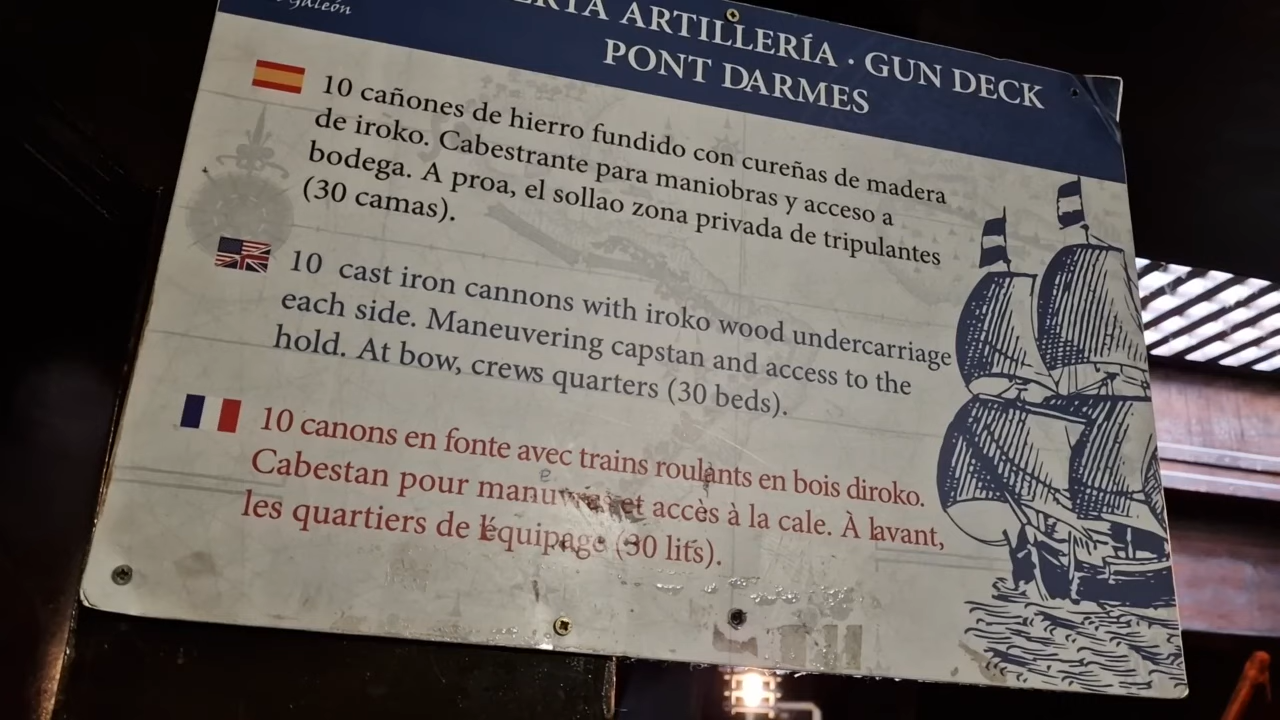 Galeón
ARTILLERÍA · GUN DECK
PONT DARMES
10 cañones de hierro fundido con cureñas de madera
de iroko. Cabestrante para maniobras y acceso a
bodega. A proa, el sollao zona privada de tripulantes
(30 camas).
10 cast iron cannons with iroko wood undercarriage
each side. Maneuvering capstan and access to the
hold. At bow, crews quarters (30 beds).
10 canons en fonte avec trains roulants en bois diroko.
Cabestan pour et accès à la cale. À lavant,
les quartiers de léquipage (30 lits).